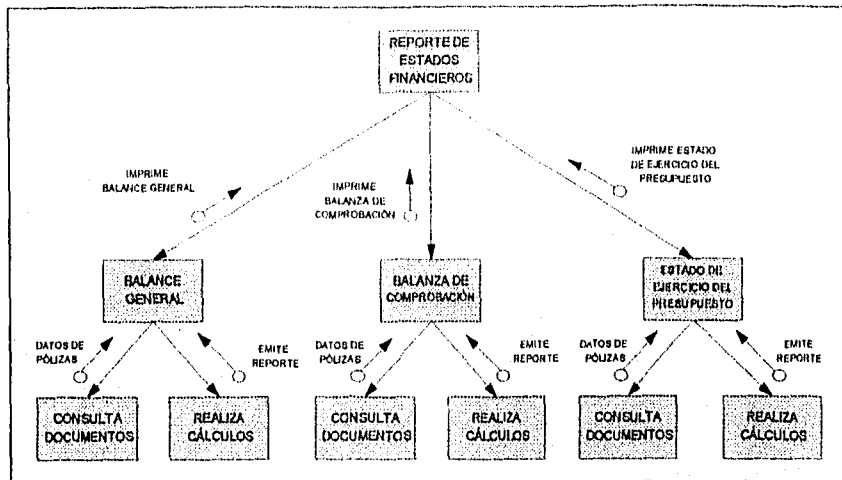 REPORTE DE
ESTADOS
FINANCIEROS
IMPRIME
BALANCE GENERAL
IMPRIME
BALANZA DE
COMPROBACIÓN
IMPRIME ESTADO
DE EJERCICIO DEL
PRESUPUESTO
BALANCE
GENERAL
BALANZA DE
COMPROBACIÓN
ESTADO DE
EJERCICIO DEL
PRESUPUESTO
DATOS DE
PÓLIZAS
EMITE
REPORTE
DATOS DE
PÓLIZAS
EMITE
REPORTE
DATOS DE
PÓLIZAS
EMITE
REPORTE
CONSULTA
DOCUMENTOS
REALIZA
CÁLCULOS
CONSULTA
DOCUMENTOS
REALIZA
CÁLCULOS
CONSULTA
DOCUMENTOS
REALIZA
CÁLCULOS